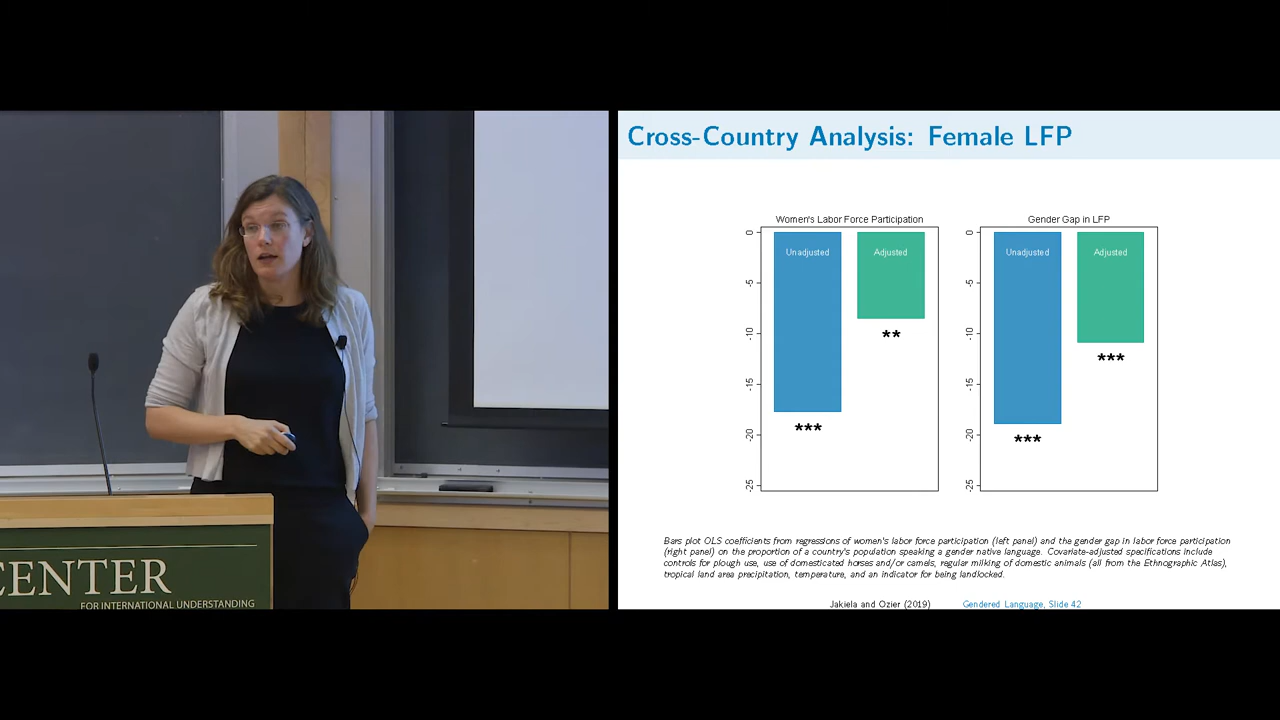 CENTER
FOR INTERNATIONAL UNDERSTANDING
Cross-Country Analysis: Female LFP
Women's Labor Force Participation
0
-5
-10
-15
-20
-25
Unadjusted
Adjusted
***
**
Gender Gap in LFP
0
-5
-10
-15
-20
-25
Unadjusted
Adjusted
***
***
Bars plot OLS coefficients from regressions of women's labor force participation (left panel) and the gender gap in labor force participation
(right panel) on the proportion of a country's population speaking a gender native language. Covariate-adjusted specifications include
controls for plough use, use of domesticated horses and/or camels, regular milking of domestic animals (all from the Ethnographic Atlas),
tropical land area precipitation, temperature, and an indicator for being landlocked.
Jakiela and Ozier (2019) Gendered Language, Slide 42